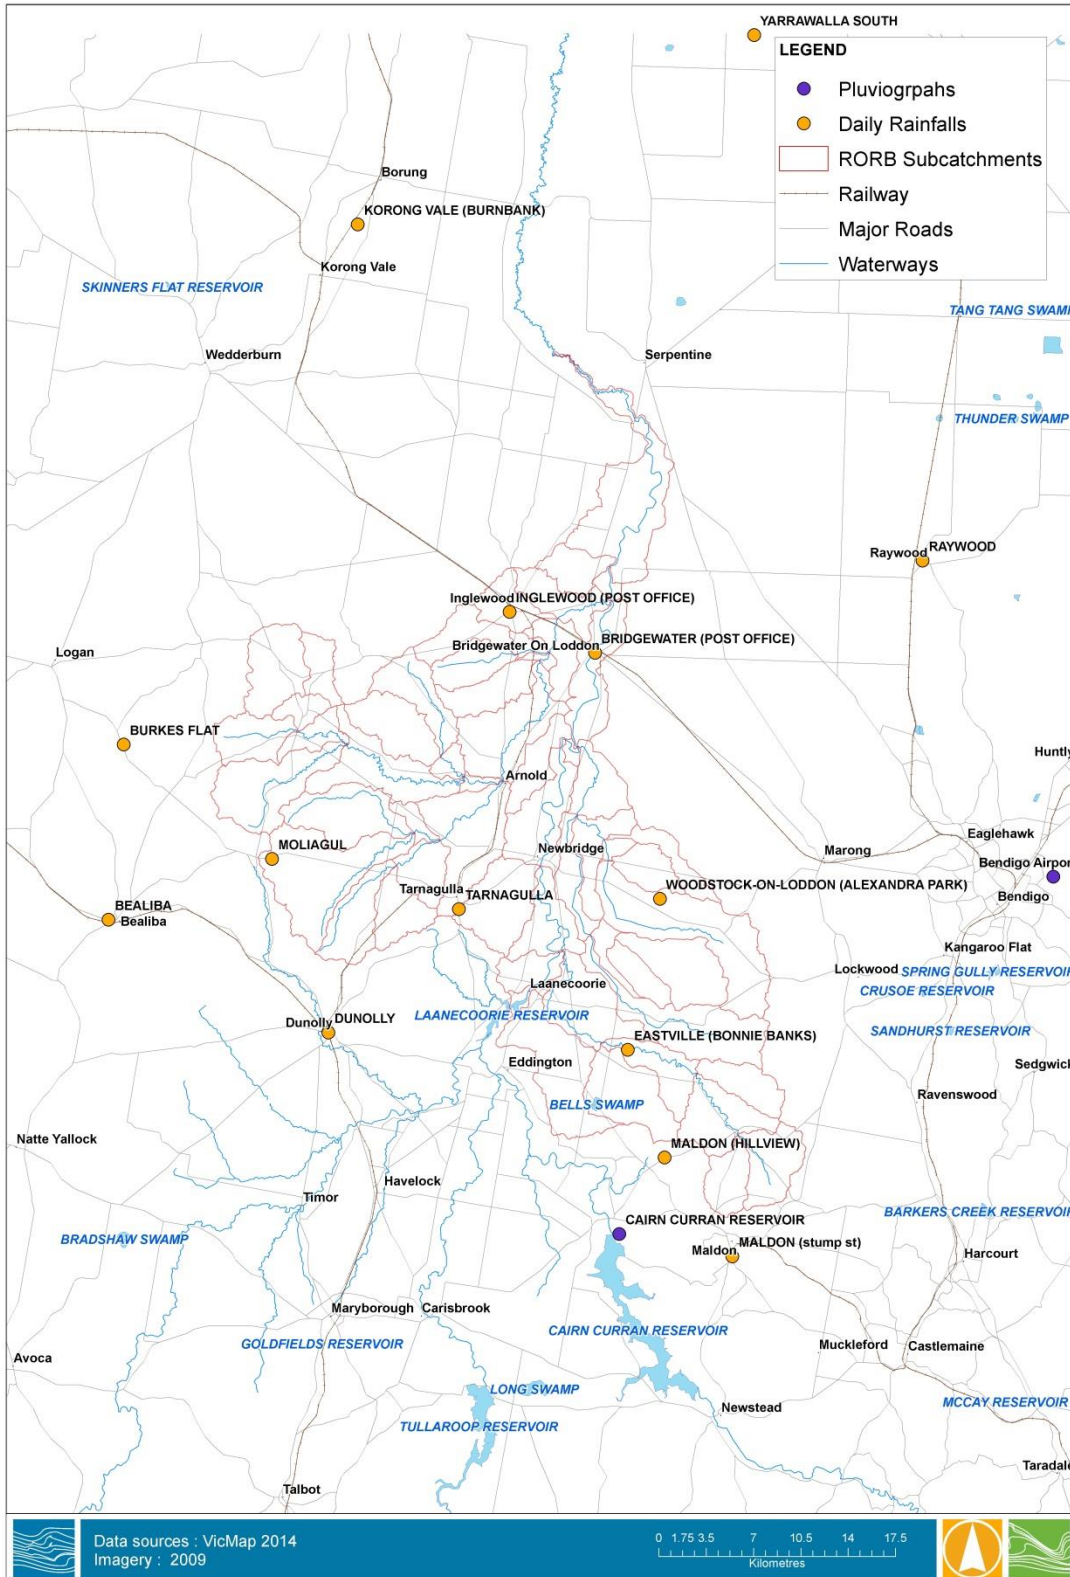 YARRAWALLA SOUTH
LEGEND
Pluviogrpahs
Daily Rainfalls
RORB Subcatchments
Railway
Major Roads
Waterways
Borung
KORONG VALE (BURNBANK)
Korong Vale
SKINNERS FLAT RESERVOIR
TANG TANG SWAMP
Wedderburn
Serpentine
THUNDER SWAMP
Raywood
RAYWOOD
Inglewood
INGLEWOOD (POST OFFICE)
Bridgewater On Loddon
BRIDGEWATER (POST OFFICE)
Logan
BURKES FLAT
Huntly
Arnold
Eaglehawk
MOLIAGUL
Newbridge
Marong
Bendigo Airpor
Tarnagulla
TARNAGULLA
WOODSTOCK-ON-LODDON (ALEXANDRA PARK)
Bendigo
BEALIBA
Bealiba
Kangaroo Flat
Lockwood
SPRING GULLY RESERVOIR
Laanecoorie
CRUSOE RESERVOIR
LAANECOORIE RESERVOIR
Dunolly
DUNOLLY
SANDHURST RESERVOIR
EASTVILLE (BONNIE BANKS)
Eddington
Sedgwick
Ravenswood
BELLS SWAMP
Natte Yallock
MALDON (HILLVIEW)
Havelock
Timor
BARKERS CREEK RESERVOIR
CAIRN CURRAN RESERVOIR
BRADSHAW SWAMP
Maldon
MALDON (stump st)
Harcourt
Maryborough
Carisbrook
CAIRN CURRAN RESERVOIR
GOLDFIELDS RESERVOIR
Muckleford
Castlemaine
Avoca
LONG SWAMP
MCCAY RESERVOIR
Newstead
TULLAROOP RESERVOIR
Taradale
Talbot
Data sources : VicMap 2014
Imagery : 2009
0 1.75 3.5 7 10.5 14 17.5
Kilometres